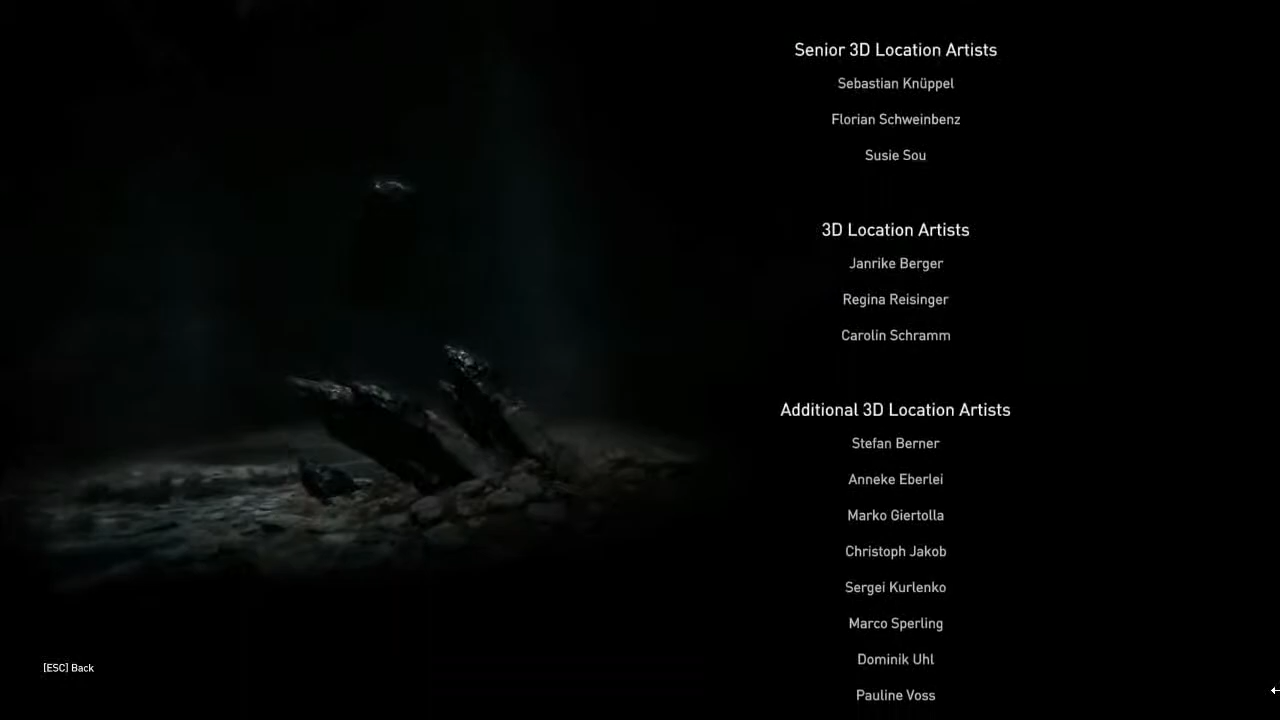 Senior 3D Location Artists
Sebastian Knüppel
Florian Schweinbenz
Susie Sou
3D Location Artists
Janrike Berger
Regina Reisinger
Carolin Schramm
Additional 3D Location Artists
Stefan Berner
Anneke Eberlei
Marko Giertolla
Christoph Jakob
Sergei Kurlenko
Marco Sperling
Dominik Uhl
Pauline Voss
[ESC] Back